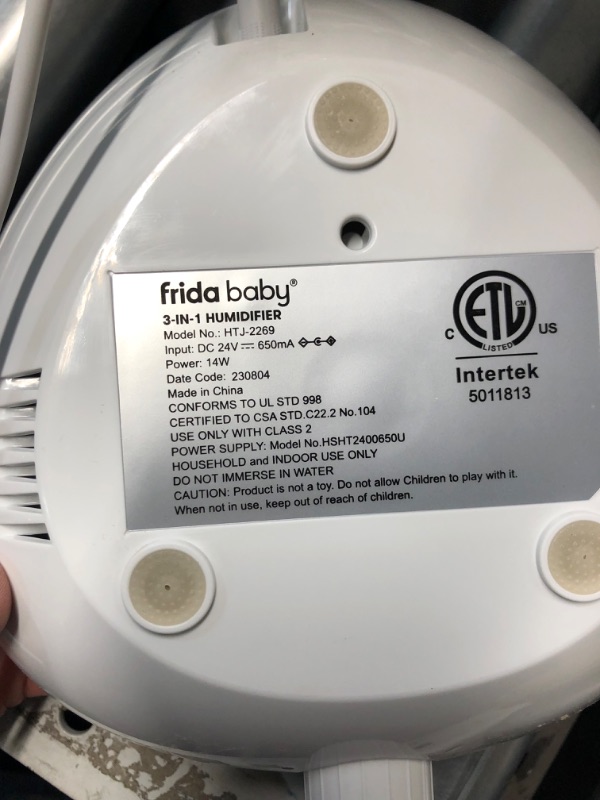 frida baby®
3-IN-1 HUMIDIFIER
Model No.: HTJ-2269
Input: DC 24V ⎓ 650mA
Power: 14W
Date Code: 230804
Made in China
CONFORMS TO UL STD 998
CERTIFIED TO CSA STD.C22.2 No.104
USE ONLY WITH CLASS 2
POWER SUPPLY: Model No.HSHT2400650U
HOUSEHOLD and INDOOR USE ONLY
DO NOT IMMERSE IN WATER
CAUTION: Product is not a toy. Do not allow Children to play with it.
When not in use, keep out of reach of children.
ETL CM
C US
LISTED
Intertek
5011813